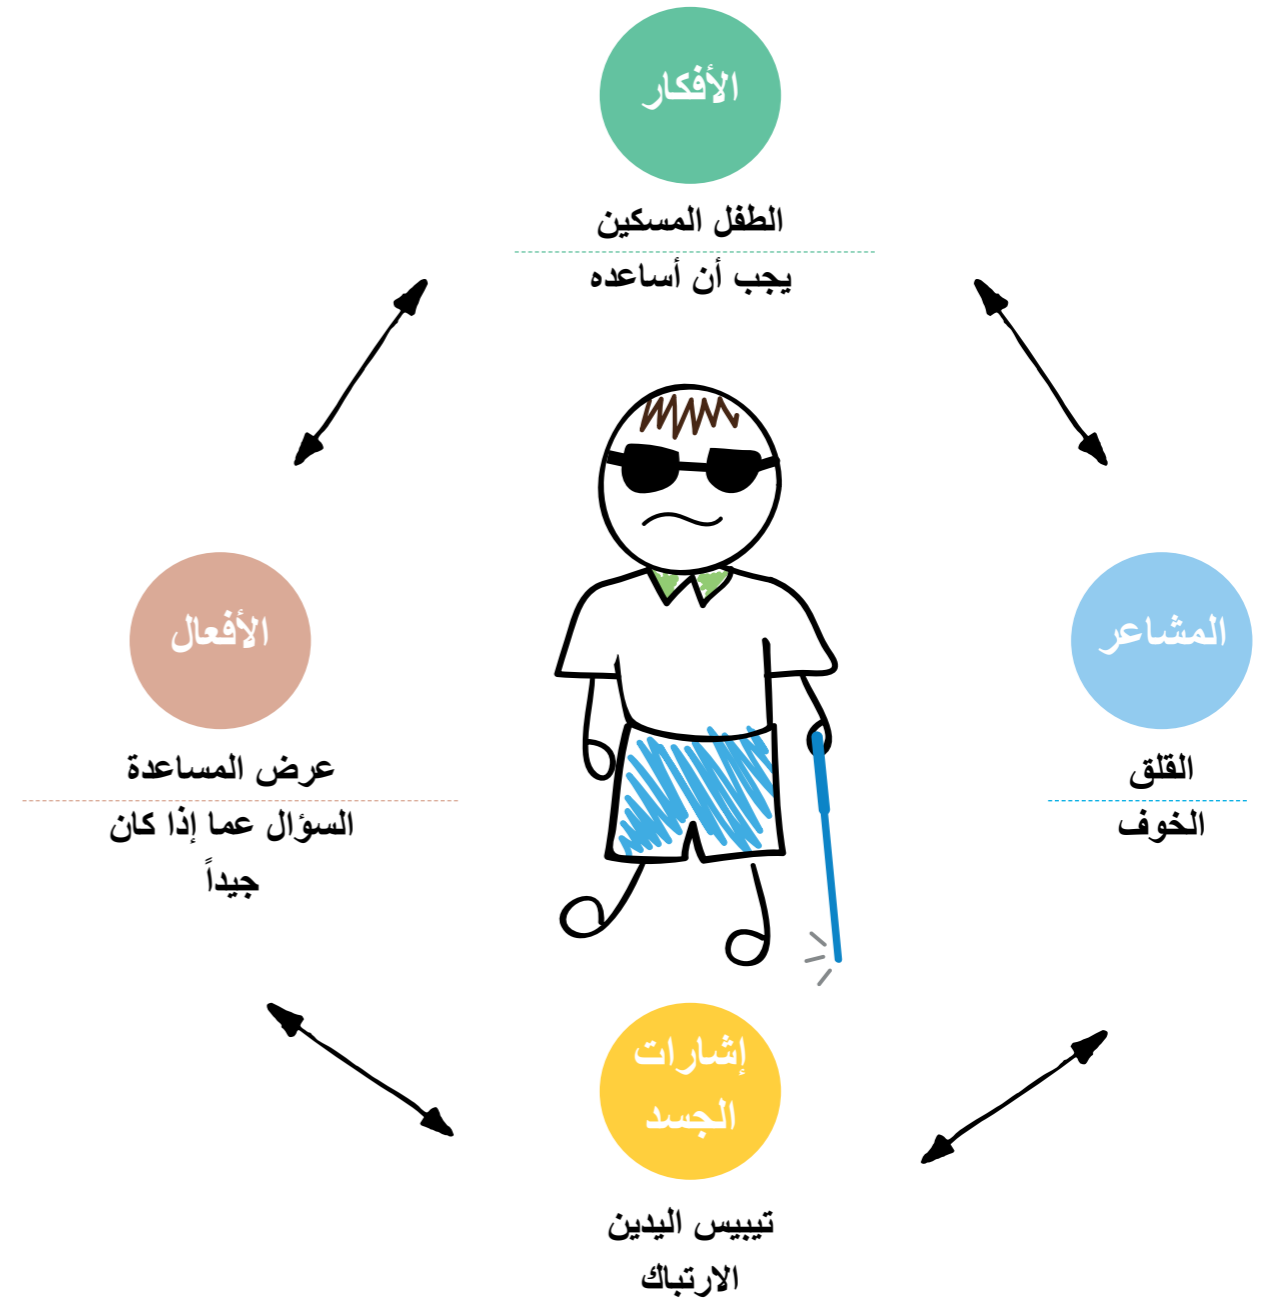 الأفكار
الطفل المسكين
يجب أن أساعده
المشاعر
القلق
الخوف
الأفعال
عرض المساعدة
السؤال عما إذا كان
جيداً
إشارات
الجسد
تيبيس اليدين
الارتباك